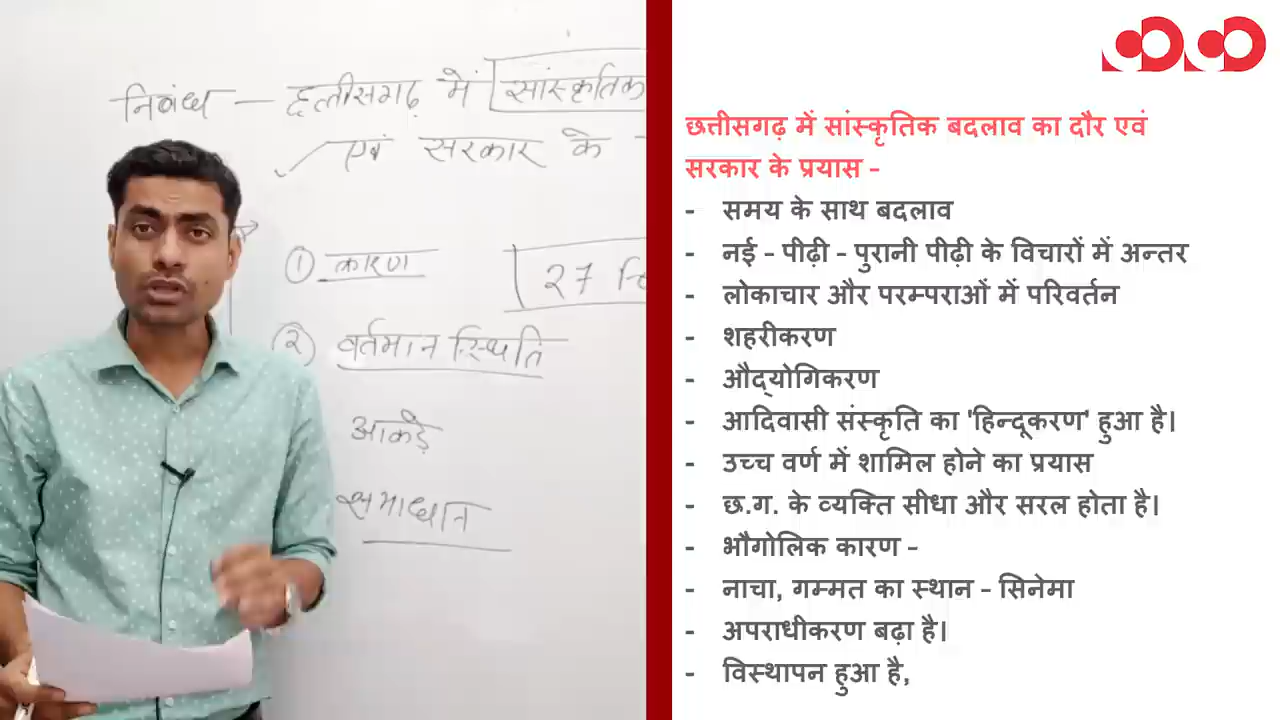 निबंध – छत्तीसगढ़ में सांस्कृतिक
एवं सरकार के
① कारण
27
② वर्तमान स्थिति
आकड़े
समाधान
छत्तीसगढ़ में सांस्कृतिक बदलाव का दौर एवं
सरकार के प्रयास –
- समय के साथ बदलाव
- नई – पीढ़ी – पुरानी पीढ़ी के विचारों में अन्तर
- लोकाचार और परम्पराओं में परिवर्तन
- शहरीकरण
- औद्योगिकरण
- आदिवासी संस्कृति का 'हिन्दूकरण' हुआ है।
- उच्च वर्ण में शामिल होने का प्रयास
- छ.ग. के व्यक्ति सीधा और सरल होता है।
- भौगोलिक कारण –
- नाचा, गम्मत का स्थान – सिनेमा
- अपराधीकरण बढ़ा है।
- विस्थापन हुआ है,